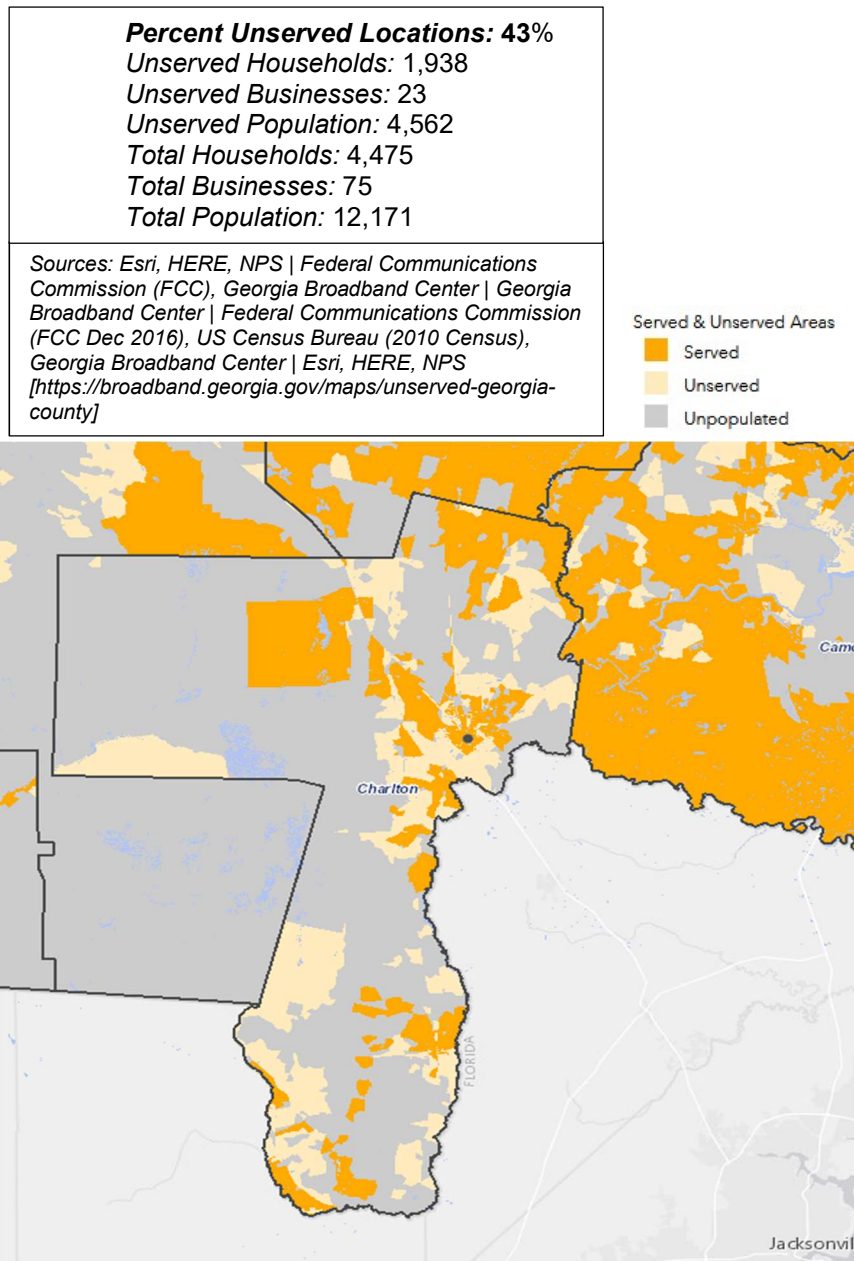 Percent Unserved Locations: 43%
Unserved Households: 1,938
Unserved Businesses: 23
Unserved Population: 4,562
Total Households: 4,475
Total Businesses: 75
Total Population: 12,171
Sources: Esri, HERE, NPS | Federal Communications
Commission (FCC), Georgia Broadband Center | Georgia
Broadband Center | Federal Communications Commission
(FCC Dec 2016), US Census Bureau (2010 Census),
Georgia Broadband Center | Esri, HERE, NPS
[https://broadband.georgia.gov/maps/unserved-georgia-
county]
Served & Unserved Areas
Served
Unserved
Unpopulated
Came
Charlton
FLORIDA
Jacksonvil